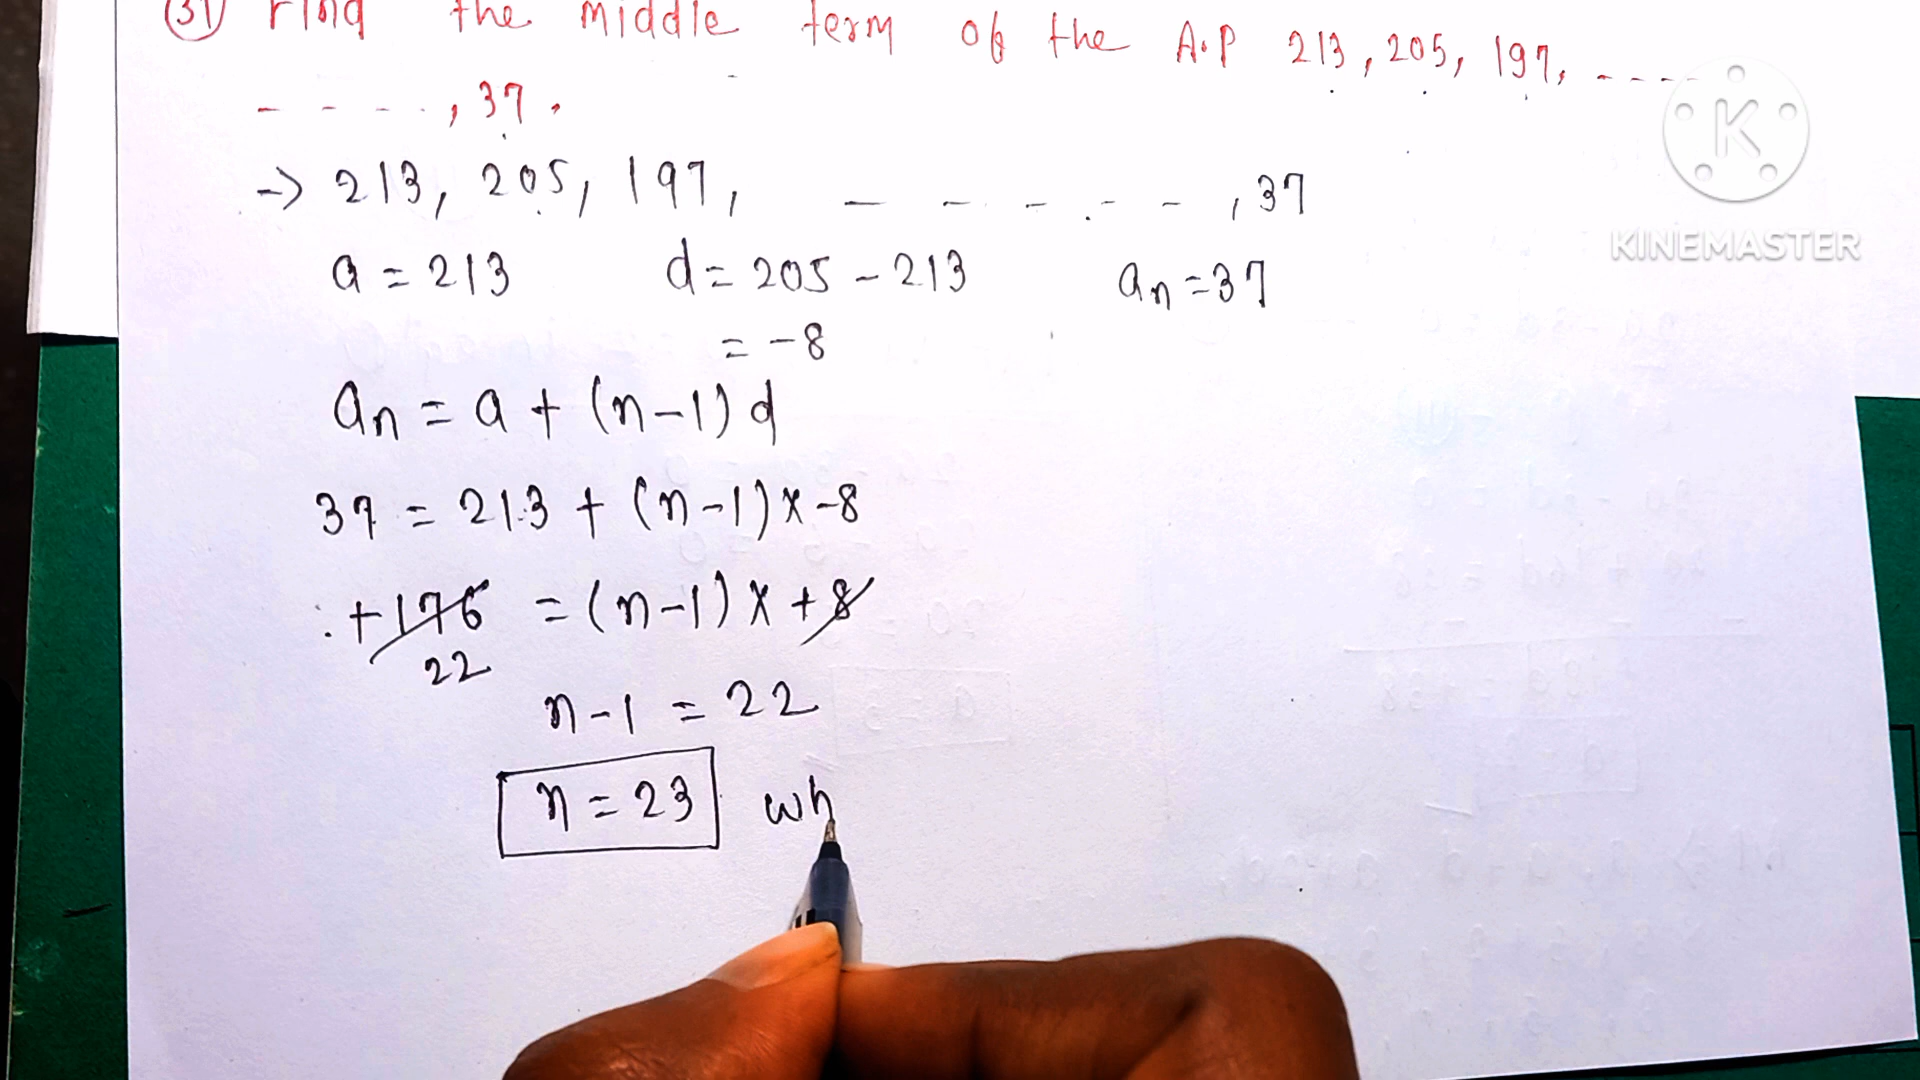 (31) Find the middle term of the A.P 213, 205, 197, - - - -
- - - - , 37.
-> 213, 205, 197, - - - - - , 37
a = 213 d = 205 - 213 an = 37
= -8
an = a + (n-1) d
37 = 213 + (n-1) x -8
+176 = (n-1) x +8
22
n-1 = 22
n = 23 wh
K
KINEMASTER